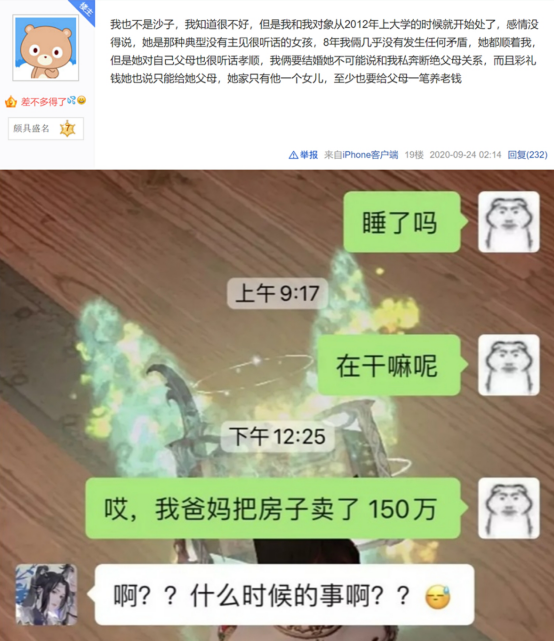 楼主
我也不是沙子，我知道很不好，但是我和我对象从2012年上大学的时候就开始处了，感情没
得说，她是那种典型没有主见很听话的女孩，8年我俩几乎没有发生任何矛盾，她都顺着我，
但是她对自己父母也很听话孝顺，我俩要结婚她不可能说和我私奔断绝父母关系，而且彩礼
钱她也说只能给她父母，她家只有他一个女儿，至少也要给父母一笔养老钱
差不多得了
颇具盛名 7
举报 来自iPhone客户端 19楼 2020-09-24 02:14 回复(232)
睡了吗
上午 9:17
在干嘛呢
下午 12:25
哎，我爸妈把房子卖了 150万
啊？？什么时候的事啊？？😅